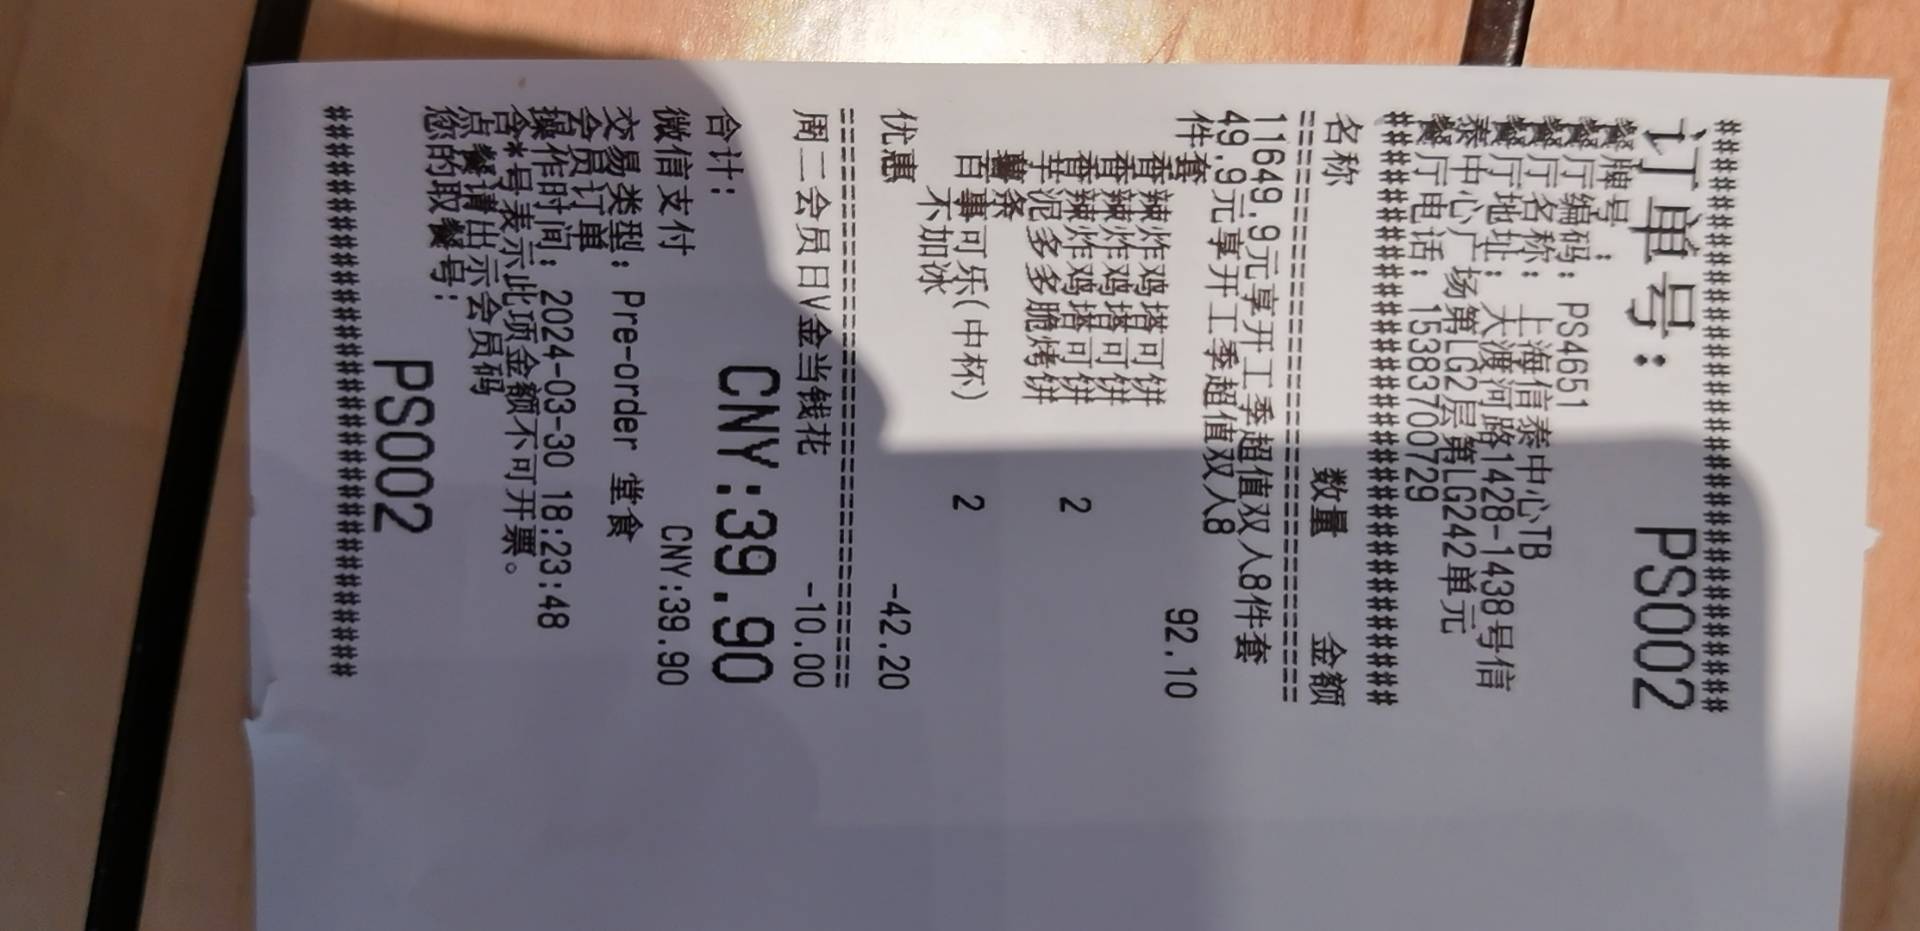 ##################################
订单号: PS002
餐牌号:
餐厅编码: PS4651
餐厅名称: 上海信泰中心TB
餐厅地址: 大渡河路1428-1438号信
泰中心广场第LG2层第LG242单元
餐厅电话: 15383700729
##################################
名称 数量 金额
==================================
11649.9元享开工季超值双人8件套
49.9元享开工季超值双人8
件套 92.10
香辣炸鸡塔可饼
香辣炸鸡塔可饼
香辣炸鸡塔可饼 2
芋泥多多脆烤饼
薯条
百事可乐(中杯) 2
不加冰
优惠 -42.20
==================================
周二会员日V金当钱花 -10.00
合计: CNY:39.90
微信支付 CNY:39.90
交易类型: Pre-order 堂食
会员订单
操作时间: 2024-03-30 18:23:48
含*号表示此项金额不可开票。
点餐请出示会员码
您的取餐号:
PS002
##################################